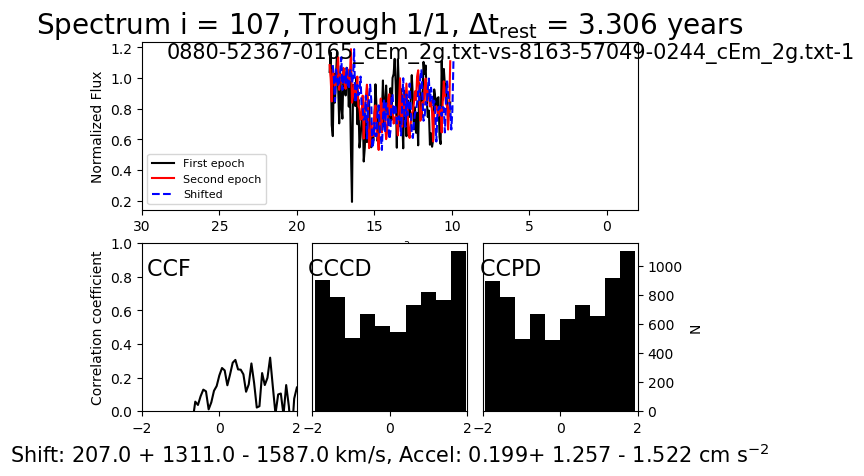 Spectrum i = 107, Trough 1/1, Δt_rest = 3.306 years
0880-52367-0165_cEm_2g.txt-vs-8163-57049-0244_cEm_2g.txt-1
Normalized Flux
1.2
1.0
0.8
0.6
0.4
0.2
First epoch
Second epoch
Shifted
30 25 20 15 10 5 0
Correlation coefficient
1.0
0.8
0.6
0.4
0.2
0.0
CCF
CCCD
CCPD
1000
800
600
400
200
0
N
−2 0 2
−2 0 2
−2 0 2
Shift: 207.0 + 1311.0 - 1587.0 km/s, Accel: 0.199+ 1.257 - 1.522 cm s⁻²